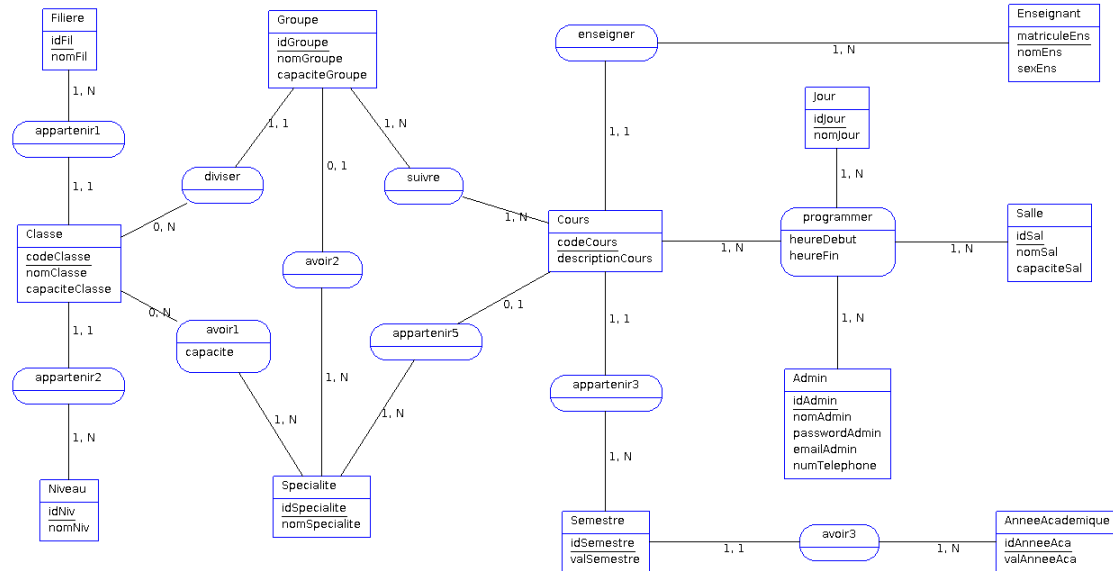 Filiere
idFil
nomFil
Groupe
idGroupe
nomGroupe
capaciteGroupe
enseigner
1, N
Enseignant
matriculeEns
nomEns
sexEns
1, N
appartenir1
1, 1
1, 1
diviser
0, N
0, 1
1, N
suivre
1, N
1, 1
Jour
idJour
nomJour
1, N
programmer
heureDebut
heureFin
1, N
1, N
Salle
idSal
nomSal
capaciteSal
Classe
codeClasse
nomClasse
capaciteClasse
avoir2
Cours
codeCours
descriptionCours
1, 1
0, N
avoir1
capacite
0, 1
appartenir5
1, 1
1, N
appartenir2
1, N
1, N
1, N
1, N
appartenir3
Admin
idAdmin
nomAdmin
passwordAdmin
emailAdmin
numTelephone
1, N
Niveau
idNiv
nomNiv
Specialite
idSpecialite
nomSpecialite
Semestre
idSemestre
valSemestre
1, 1
avoir3
1, N
AnneeAcademique
idAnneeAca
valAnneeAca